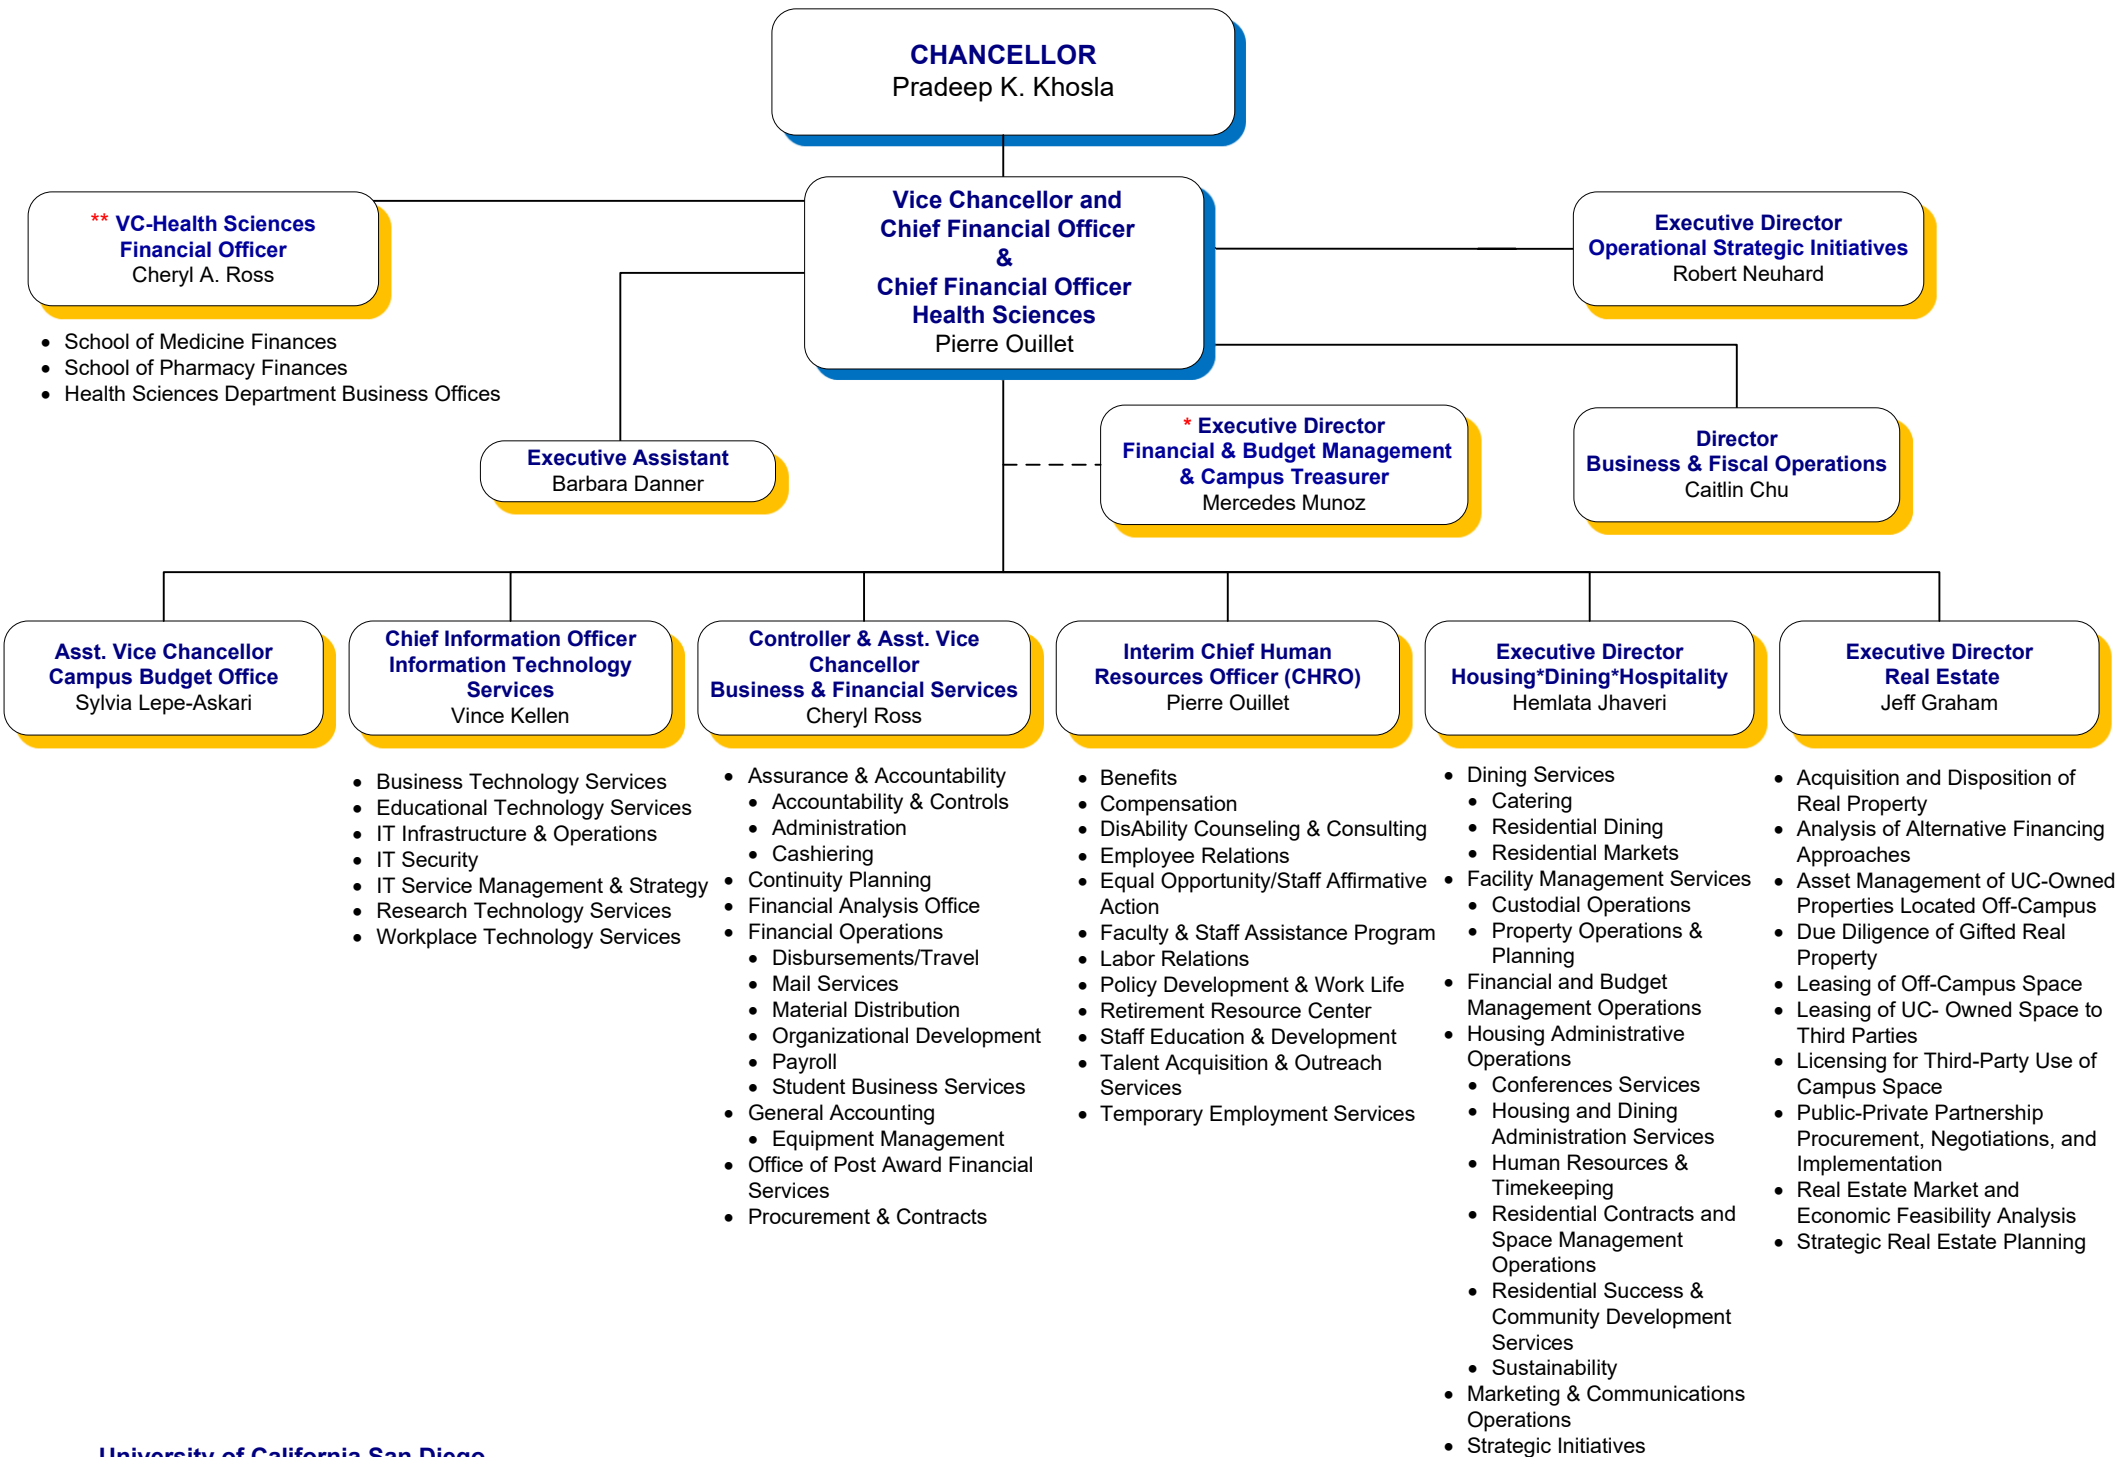 CHANCELLOR
Pradeep K. Khosla
** VC-Health Sciences
Financial Officer
Cheryl A. Ross
• School of Medicine Finances
• School of Pharmacy Finances
• Health Sciences Department Business Offices
Vice Chancellor and
Chief Financial Officer
&
Chief Financial Officer
Health Sciences
Pierre Ouillet
Executive Director
Operational Strategic Initiatives
Robert Neuhard
Executive Assistant
Barbara Danner
* Executive Director
Financial & Budget Management
& Campus Treasurer
Mercedes Munoz
Director
Business & Fiscal Operations
Caitlin Chu
Asst. Vice Chancellor
Campus Budget Office
Sylvia Lepe-Askari
Chief Information Officer
Information Technology
Services
Vince Kellen
• Business Technology Services
• Educational Technology Services
• IT Infrastructure & Operations
• IT Security
• IT Service Management & Strategy
• Research Technology Services
• Workplace Technology Services
Controller & Asst. Vice
Chancellor
Business & Financial Services
Cheryl Ross
• Assurance & Accountability
• Accountability & Controls
• Administration
• Cashiering
• Continuity Planning
• Financial Analysis Office
• Financial Operations
• Disbursements/Travel
• Mail Services
• Material Distribution
• Organizational Development
• Payroll
• Student Business Services
• General Accounting
• Equipment Management
• Office of Post Award Financial
Services
• Procurement & Contracts
Interim Chief Human
Resources Officer (CHRO)
Pierre Ouillet
• Benefits
• Compensation
• DisAbility Counseling & Consulting
• Employee Relations
• Equal Opportunity/Staff Affirmative
Action
• Faculty & Staff Assistance Program
• Labor Relations
• Policy Development & Work Life
• Retirement Resource Center
• Staff Education & Development
• Talent Acquisition & Outreach
Services
• Temporary Employment Services
Executive Director
Housing*Dining*Hospitality
Hemlata Jhaveri
• Dining Services
• Catering
• Residential Dining
• Residential Markets
• Facility Management Services
• Custodial Operations
• Property Operations &
Planning
• Financial and Budget
Management Operations
• Housing Administrative
Operations
• Conferences Services
• Housing and Dining
Administration Services
• Human Resources &
Timekeeping
• Residential Contracts and
Space Management
Operations
• Residential Success &
Community Development
Services
• Sustainability
• Marketing & Communications
Operations
• Strategic Initiatives
Executive Director
Real Estate
Jeff Graham
• Acquisition and Disposition of
Real Property
• Analysis of Alternative Financing
Approaches
• Asset Management of UC-Owned
Properties Located Off-Campus
• Due Diligence of Gifted Real
Property
• Leasing of Off-Campus Space
• Leasing of UC- Owned Space to
Third Parties
• Licensing for Third-Party Use of
Campus Space
• Public-Private Partnership
Procurement, Negotiations, and
Implementation
• Real Estate Market and
Economic Feasibility Analysis
• Strategic Real Estate Planning
University of California San Diego